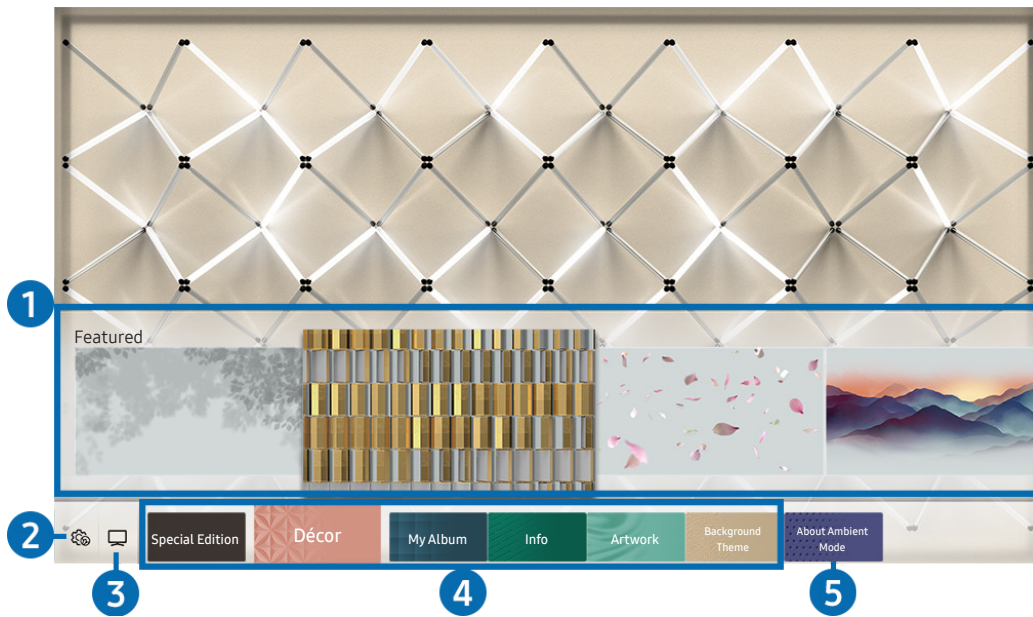 1
Featured
2
3
Special Edition
Décor
My Album
Info
Artwork
Background
Theme
About Ambient
Mode
4
5